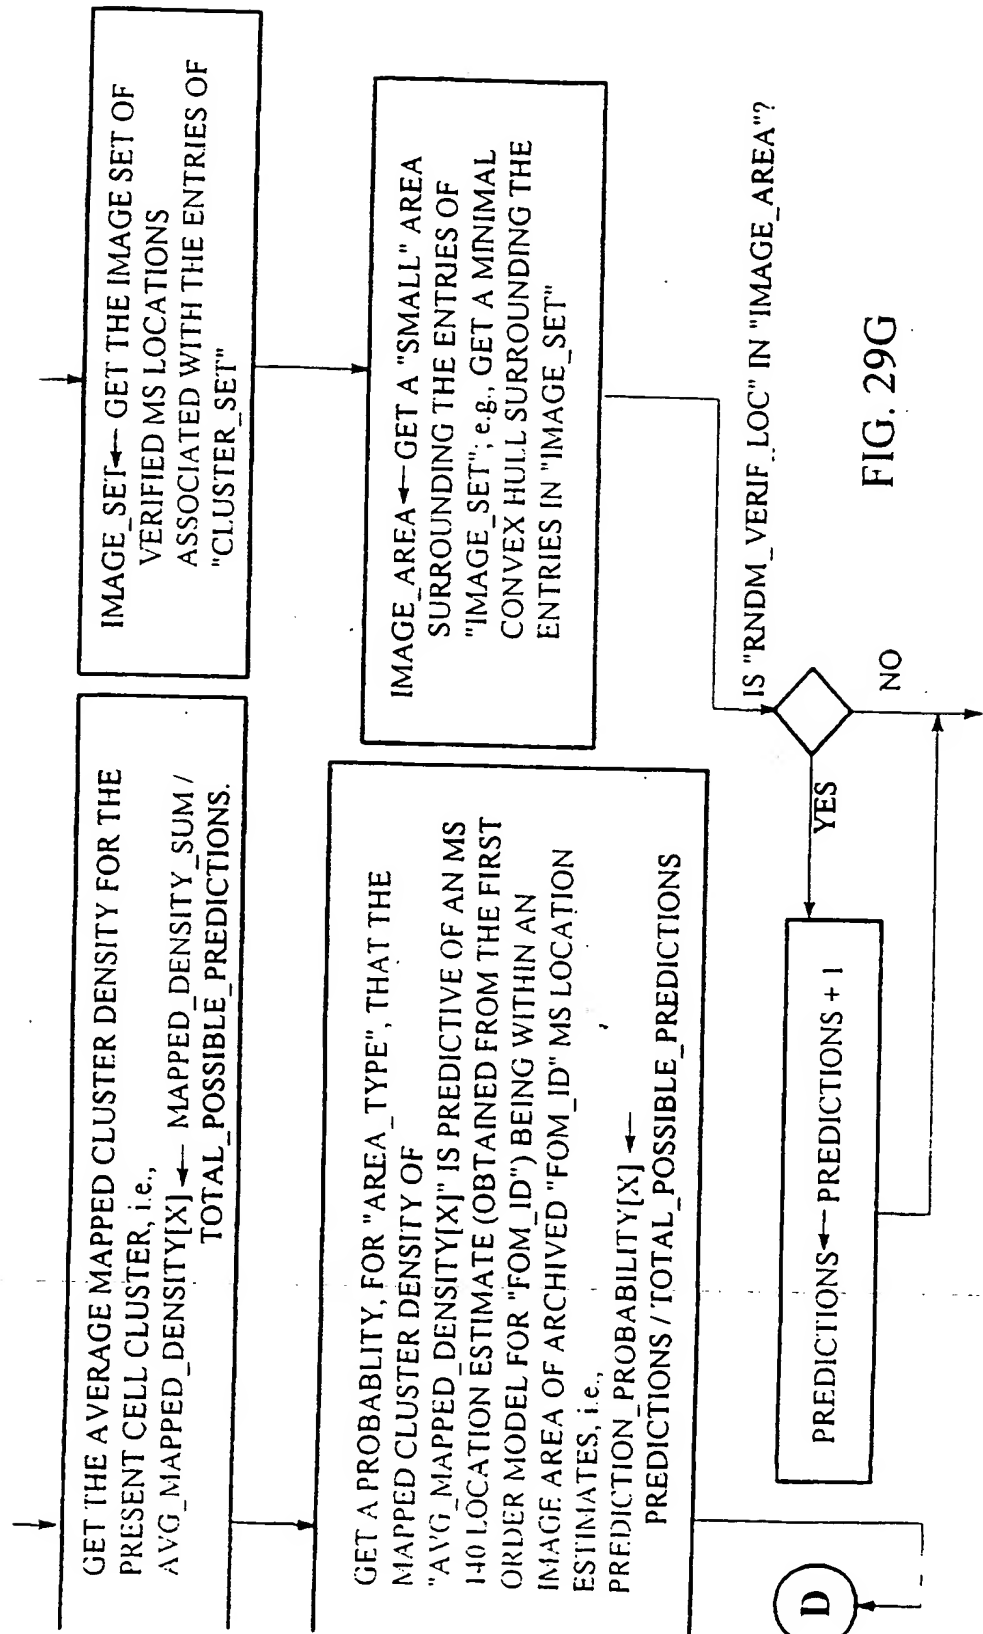 GET THE AVERAGE MAPPED CLUSTER DENSITY FOR THE
PRESENT CELL CLUSTER, i.e.,
AVG_MAPPED_DENSITY[X] ← MAPPED_DENSITY_SUM /
TOTAL_POSSIBLE_PREDICTIONS.
GET A PROBABLITY, FOR "AREA_TYPE", THAT THE
MAPPED CLUSTER DENSITY OF
"AVG_MAPPED_DENSITY[X]" IS PREDICTIVE OF AN MS
140 LOCATION ESTIMATE (OBTAINED FROM THE FIRST
ORDER MODEL FOR "FOM_ID") BEING WITHIN AN
IMAGE AREA OF ARCHIVED "FOM_ID" MS LOCATION
ESTIMATES, i.e.,
PREDICTION_PROBABILITY[X] ←
PREDICTIONS / TOTAL_POSSIBLE_PREDICTIONS
D
IMAGE_SET ← GET THE IMAGE SET OF
VERIFIED MS LOCATIONS
ASSOCIATED WITH THE ENTRIES OF
"CLUSTER_SET"
IMAGE_AREA ← GET A "SMALL" AREA
SURROUNDING THE ENTRIES OF
"IMAGE_SET"; e.g., GET A MINIMAL
CONVEX HULL SURROUNDING THE
ENTRIES IN "IMAGE_SET"
IS "RNDM_VERIF_LOC" IN "IMAGE_AREA"?
YES
NO
PREDICTIONS ← PREDICTIONS + 1
FIG. 29G